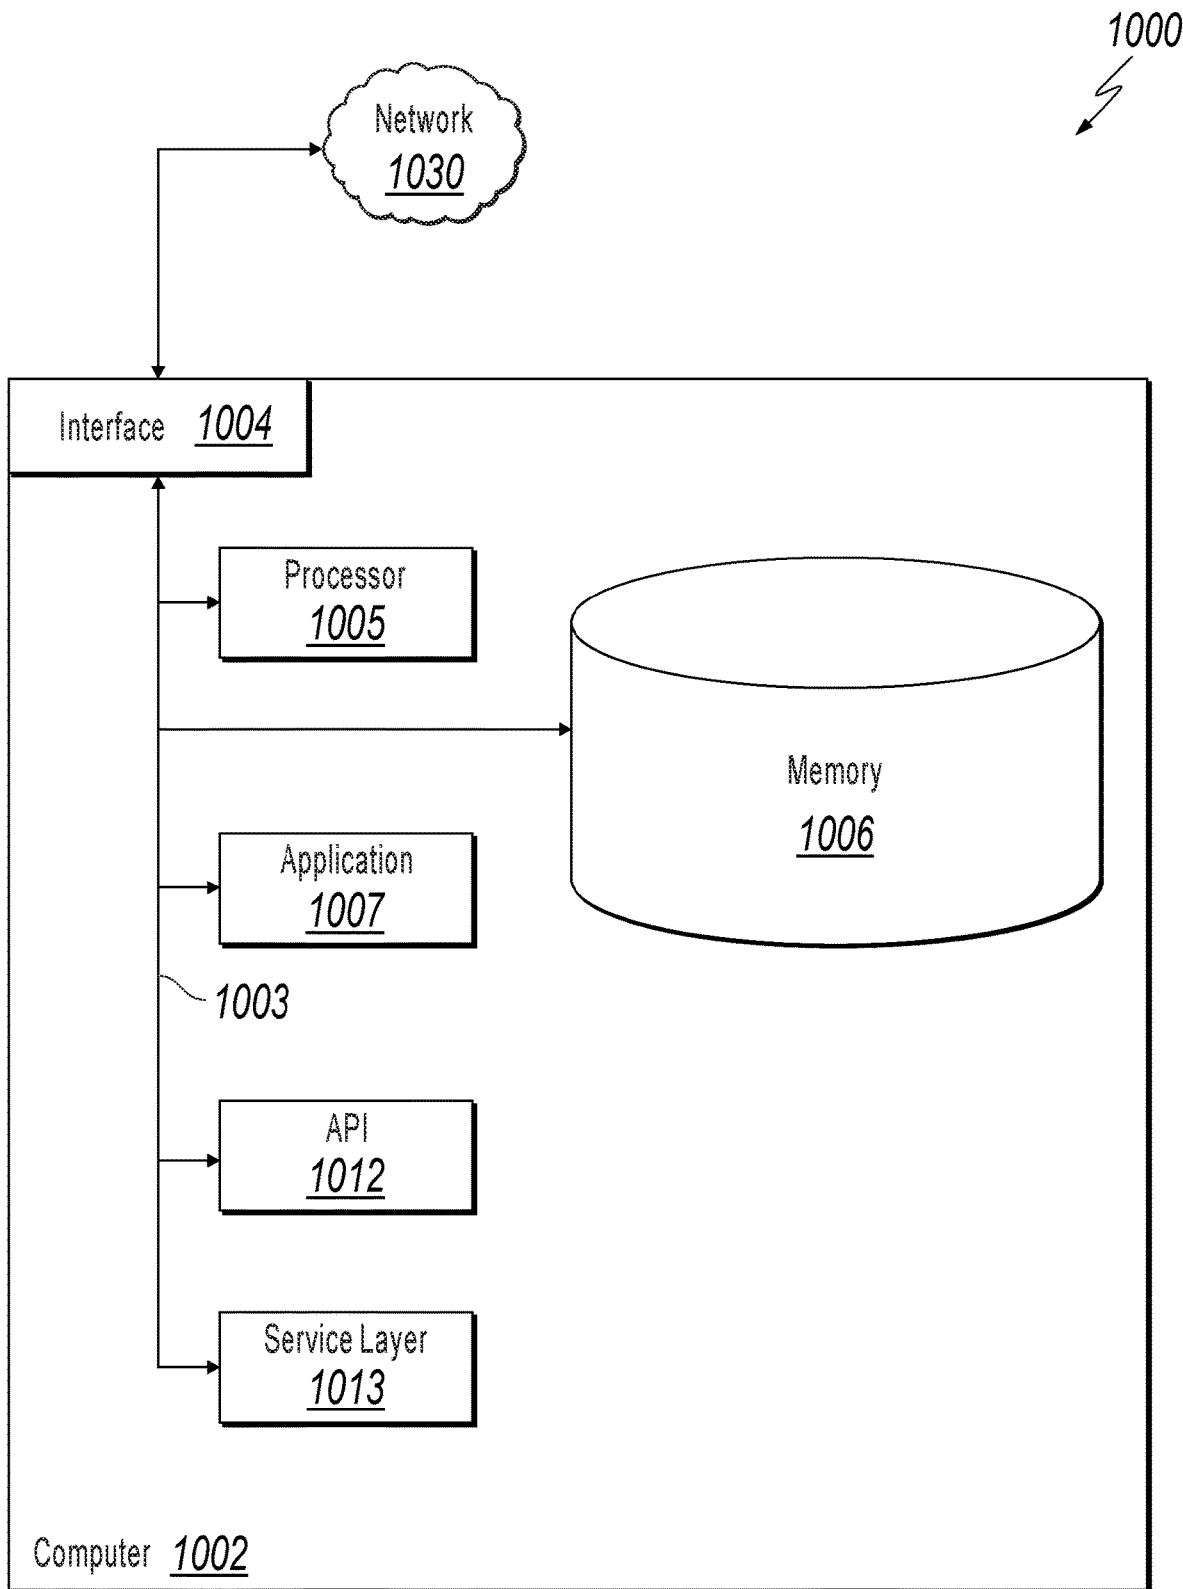 1000
Network
1030
Interface 1004
Processor
1005
Memory
1006
Application
1007
1003
API
1012
Service Layer
1013
Computer 1002